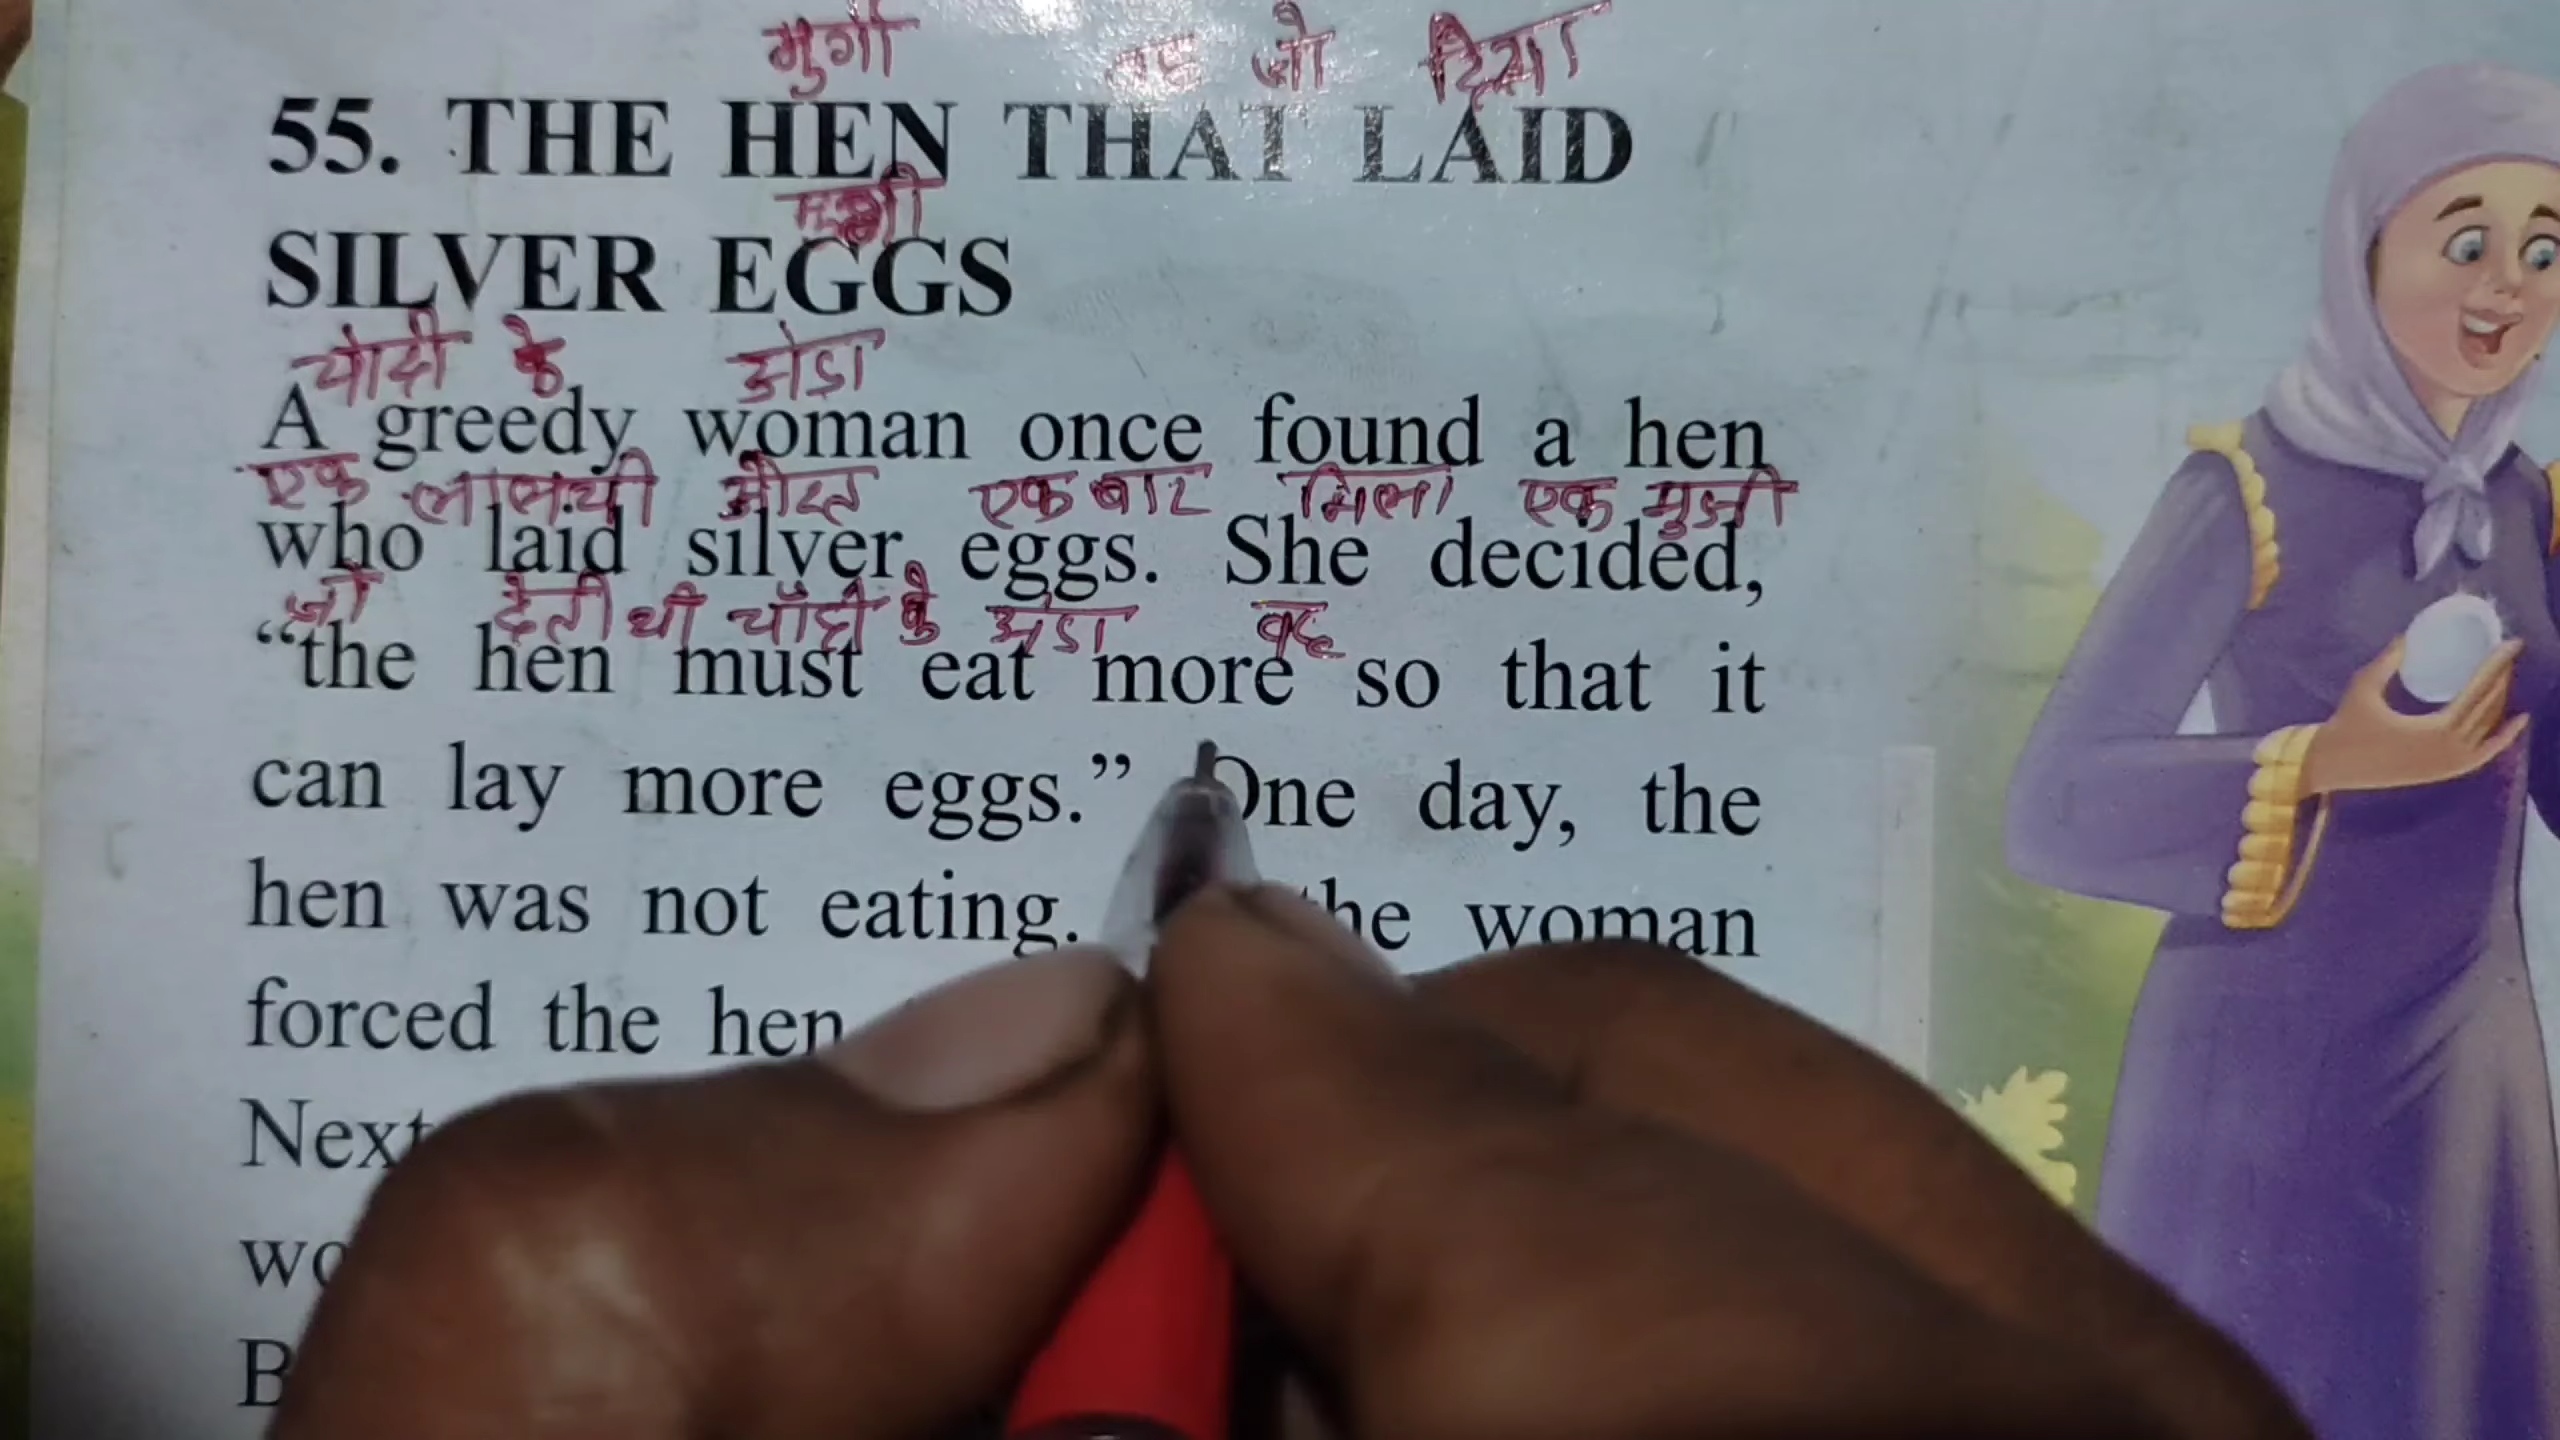 मुर्गी वह जो दिया
55. THE HEN THAT LAID
SILVER EGGS
चांदी के अंडा
A greedy woman once found a hen
एक लालची औरत एक बार मिला एक मुर्गी
who laid silver eggs. She decided,
जो देती थी चाँदी के अंडा वह
“the hen must eat more so that it
can lay more eggs.” One day, the
hen was not eating. the woman
forced the hen
Next